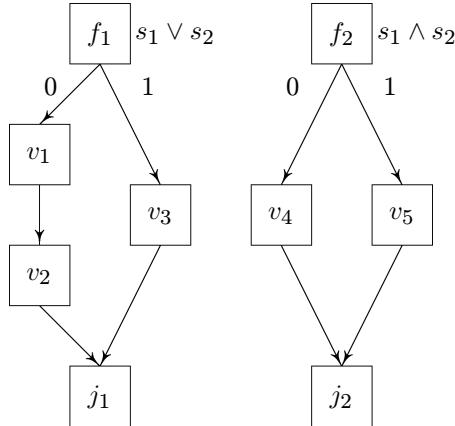 f₁ s₁ ∨ s₂ f₂ s₁ ∧ s₂
0 1 0 1
v₁
v₃ v₄ v₅
v₂
j₁ j₂